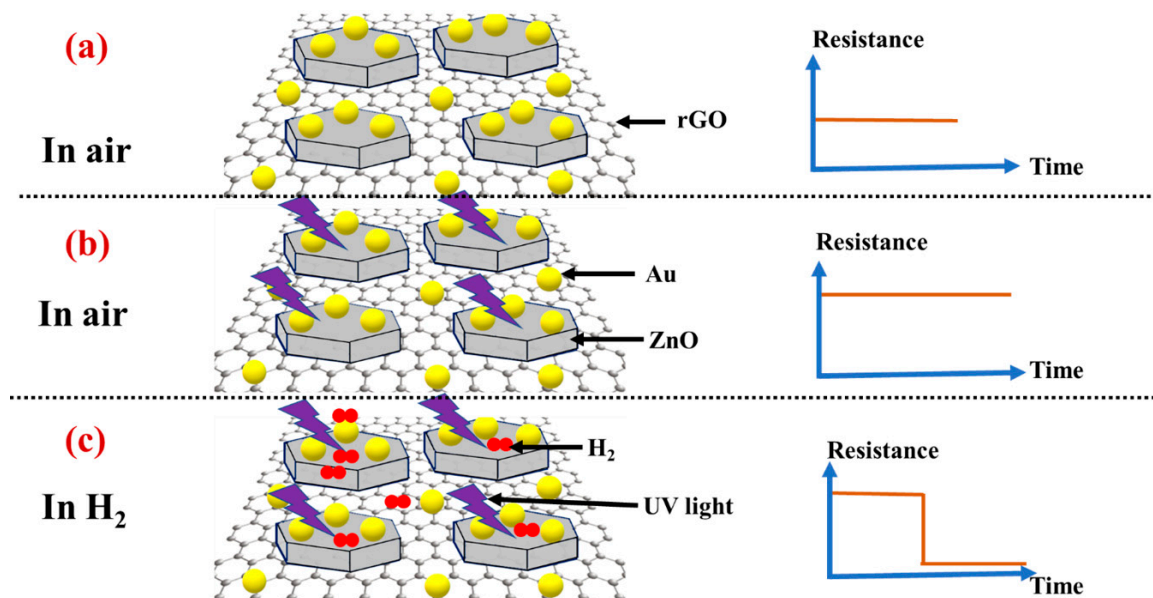 (a)
In air
rGO
Resistance
Time
(b)
In air
Au
ZnO
Resistance
Time
(c)
In H₂
H₂
UV light
Resistance
Time